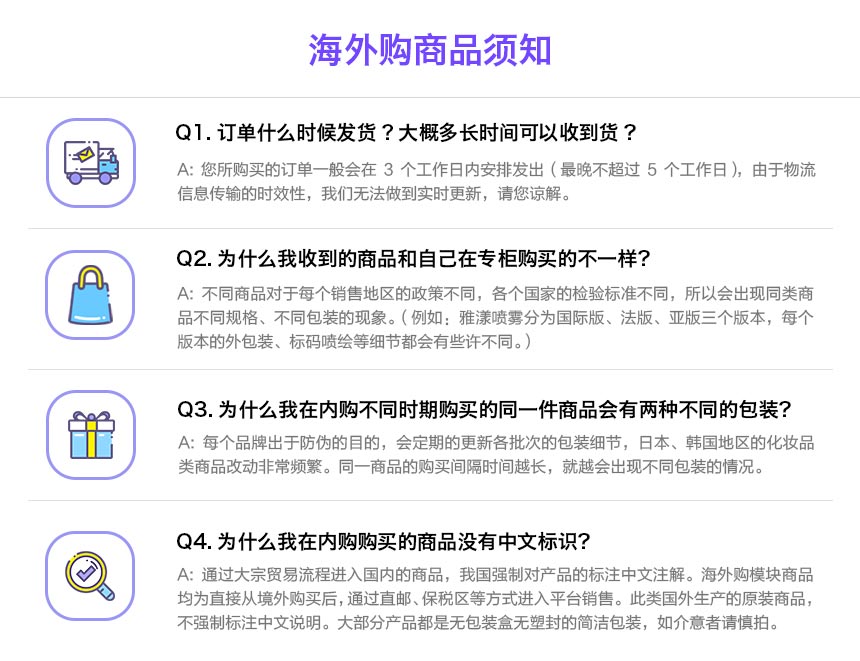 海外购商品须知
Q1. 订单什么时候发货？大概多长时间可以收到货？
A: 您所购买的订单一般会在 3 个工作日内安排发出（最晚不超过 5 个工作日），由于物流
信息传输的时效性，我们无法做到实时更新，请您谅解。
Q2. 为什么我收到的商品和自己在专柜购买的不一样?
A: 不同商品对于每个销售地区的政策不同，各个国家的检验标准不同，所以会出现同类商
品不同规格、不同包装的现象。（例如：雅漾喷雾分为国际版、法版、亚版三个版本，每个
版本的外包装、标码喷绘等细节都会有些许不同。）
Q3. 为什么我在内购不同时期购买的同一件商品会有两种不同的包装?
A: 每个品牌出于防伪的目的，会定期的更新各批次的包装细节，日本、韩国地区的化妆品
类商品改动非常频繁。同一商品的购买间隔时间越长，就越会出现不同包装的情况。
Q4. 为什么我在内购购买的商品没有中文标识?
A: 通过大宗贸易流程进入国内的商品，我国强制对产品的标注中文注解。海外购模块商品
均为直接从境外购买后，通过直邮、保税区等方式进入平台销售。此类国外生产的原装商品，
不强制标注中文说明。大部分产品都是无包装盒无塑封的简洁包装，如介意者请慎拍。